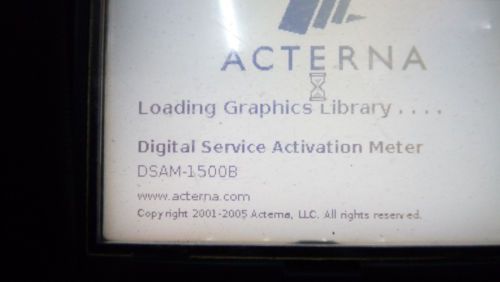 ACTERNA
Loading Graphics Library . . . .
Digital Service Activation Meter
DSAM-1500B
www.acterna.com
Copyright 2001-2005 Acterna, LLC. All rights reserved.